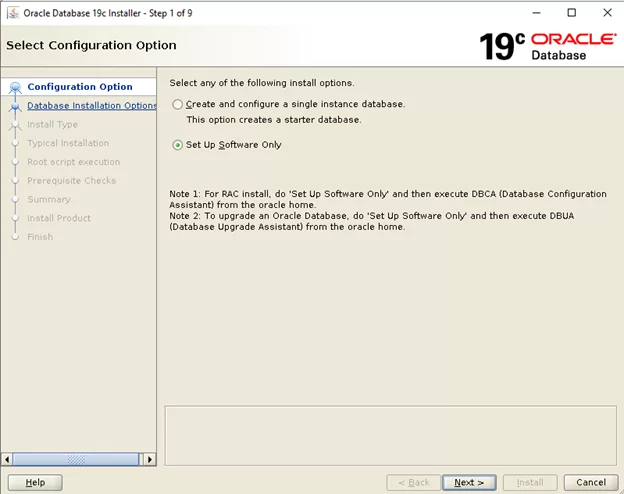 Oracle Database 19c Installer - Step 1 of 9
Select Configuration Option
19c ORACLE
Database
Configuration Option
Database Installation Options
Install Type
Typical Installation
Root script execution
Prerequisite Checks
Summary
Install Product
Finish
Select any of the following install options.
Create and configure a single instance database.
This option creates a starter database.
Set Up Software Only
Note 1: For RAC install, do 'Set Up Software Only' and then execute DBCA (Database Configuration
Assistant) from the oracle home.
Note 2: To upgrade an Oracle Database, do 'Set Up Software Only' and then execute DBUA
(Database Upgrade Assistant) from the oracle home.
Help
< Back
Next >
Install
Cancel